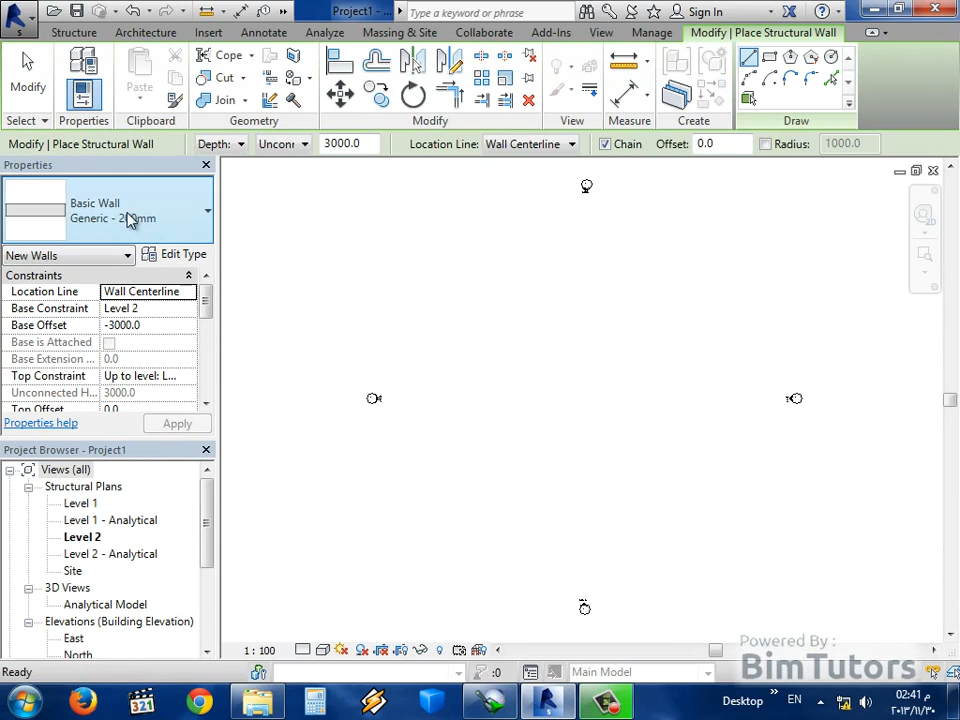 Project1 - ...
Type a keyword or phrase
Sign In
Structure
Architecture
Insert
Annotate
Analyze
Massing & Site
Collaborate
Add-Ins
View
Manage
Modify | Place Structural Wall
Modify
Paste
Cope
Cut
Join
Select
Properties
Clipboard
Geometry
Modify
View
Measure
Create
Draw
Modify | Place Structural Wall
Depth:
Unconr
3000.0
Location Line:
Wall Centerline
Chain
Offset:
0.0
Radius:
1000.0
Properties
Basic Wall
Generic - 200mm
New Walls
Edit Type
Constraints
Location Line
Wall Centerline
Base Constraint
Level 2
Base Offset
-3000.0
Base is Attached
Base Extension ...
0.0
Top Constraint
Up to level: L...
Unconnected H...
3000.0
Top Offset
0.0
Properties help
Apply
Project Browser - Project1
Views (all)
Structural Plans
Level 1
Level 1 - Analytical
Level 2
Level 2 - Analytical
Site
3D Views
Analytical Model
Elevations (Building Elevation)
East
North
2D
1 : 100
Powered By :
BimTutors
Ready
:0
Main Model
321
Desktop
EN
02:41 م
٢٠١٣/١١/٣٠